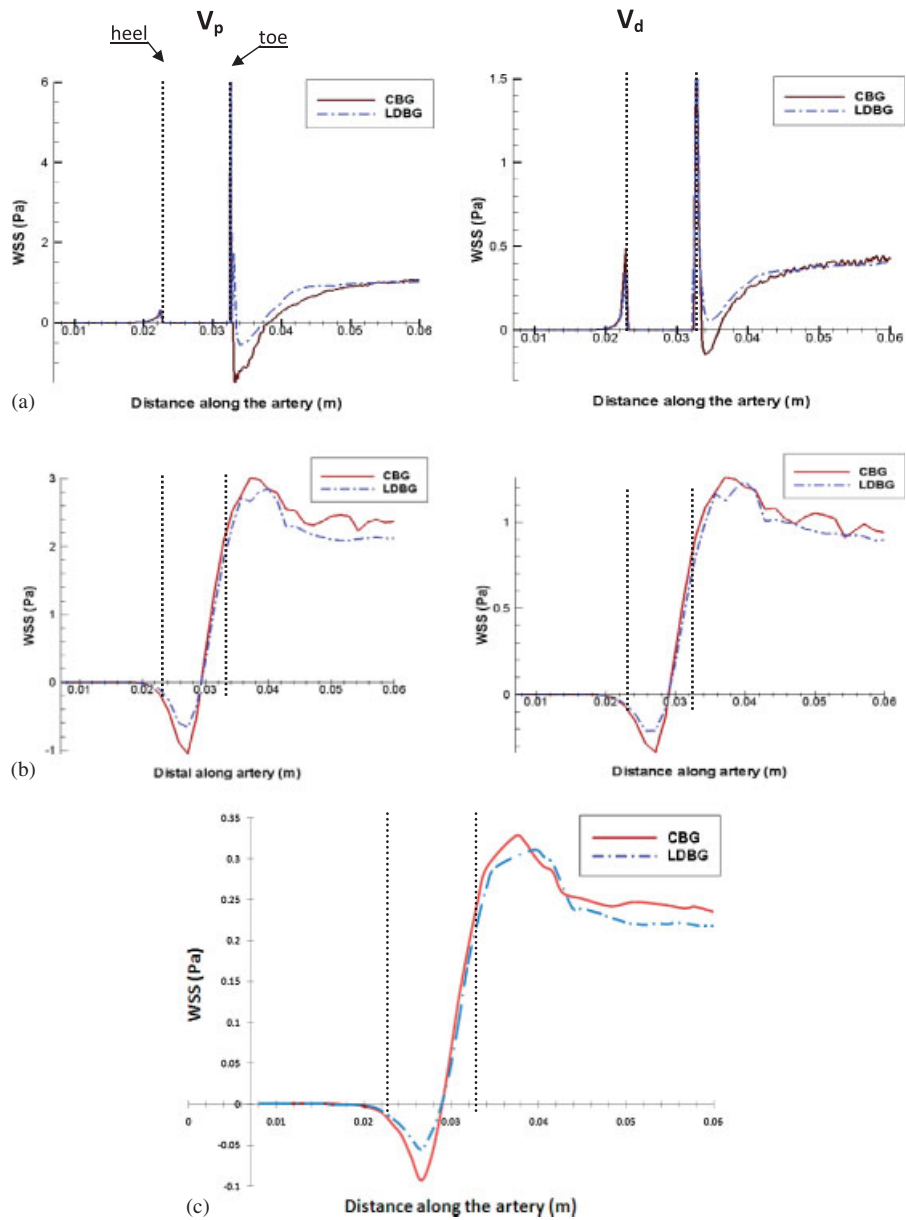 Vp Vd
heel toe
6
4
2
0
CBG
LDBG
WSS (Pa)
0.01 0.02 0.03 0.04 0.05 0.06
Distance along the artery (m)
1.5
1
0.5
0
CBG
LDBG
WSS (Pa)
0.01 0.02 0.03 0.04 0.05 0.06
Distance along the artery (m)
(a)
3
2
1
0
-1
CBG
LDBG
WSS (Pa)
0.01 0.02 0.03 0.04 0.05 0.06
Distal along artery (m)
1
0.5
0
CBG
LDBG
WSS (Pa)
0.01 0.02 0.03 0.04 0.05 0.06
Distance along artery (m)
(b)
0.35
0.3
0.25
0.2
0.15
0.1
0.05
0
-0.05
-0.1
CBG
LDBG
WSS (Pa)
0 0.01 0.02 0.03 0.04 0.05 0.06
Distance along the artery (m)
(c)